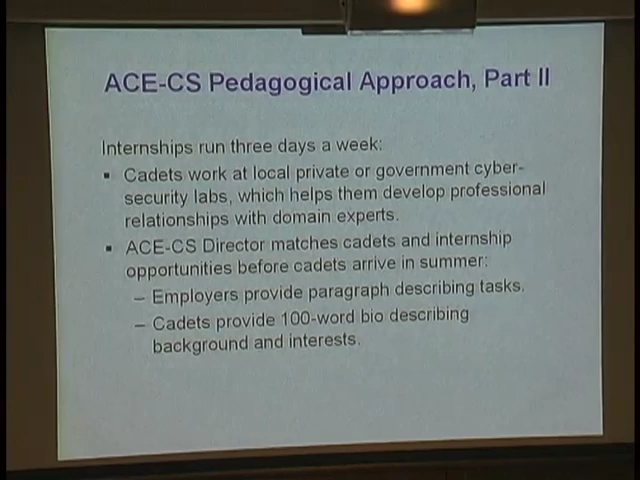 ACE-CS Pedagogical Approach, Part II
Internships run three days a week:
▪ Cadets work at local private or government cyber-
security labs, which helps them develop professional
relationships with domain experts.
▪ ACE-CS Director matches cadets and internship
opportunities before cadets arrive in summer:
– Employers provide paragraph describing tasks.
– Cadets provide 100-word bio describing
background and interests.